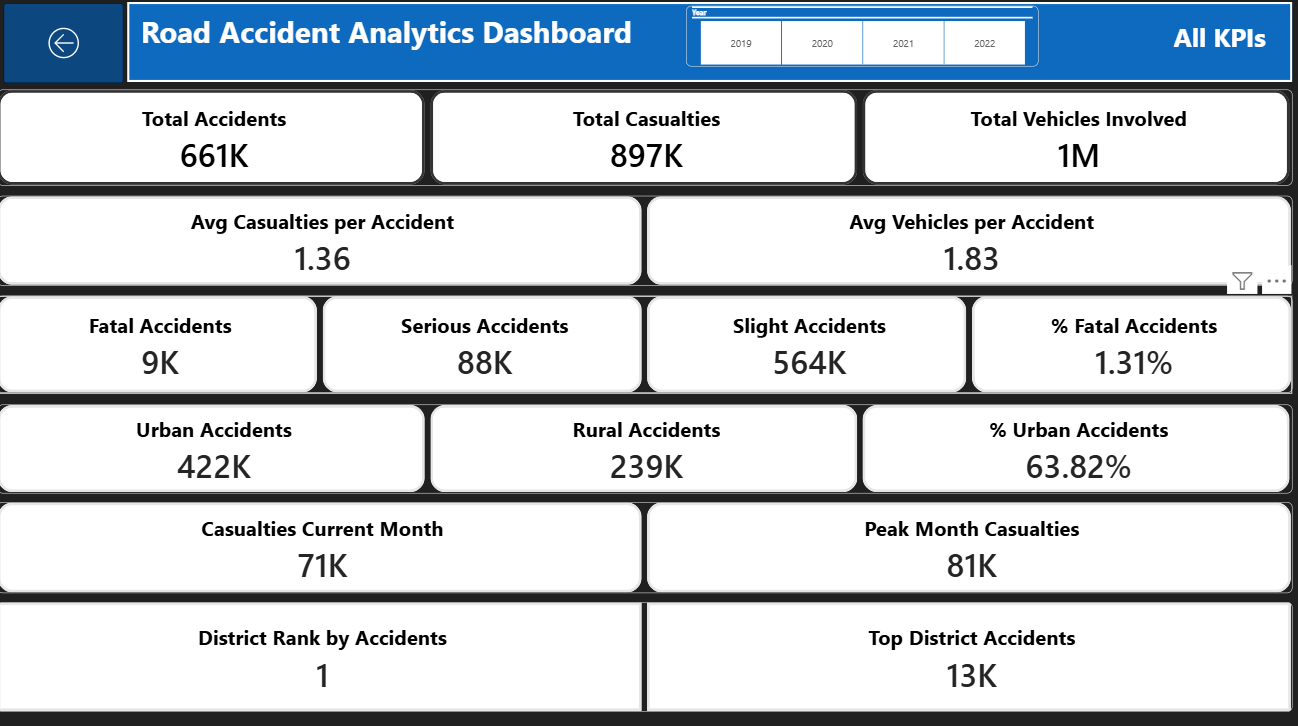 Road Accident Analytics Dashboard
Year
2019 2020 2021 2022
All KPIs
Total Accidents
661K
Total Casualties
897K
Total Vehicles Involved
1M
Avg Casualties per Accident
1.36
Avg Vehicles per Accident
1.83
Fatal Accidents
9K
Serious Accidents
88K
Slight Accidents
564K
% Fatal Accidents
1.31%
Urban Accidents
422K
Rural Accidents
239K
% Urban Accidents
63.82%
Casualties Current Month
71K
Peak Month Casualties
81K
District Rank by Accidents
1
Top District Accidents
13K